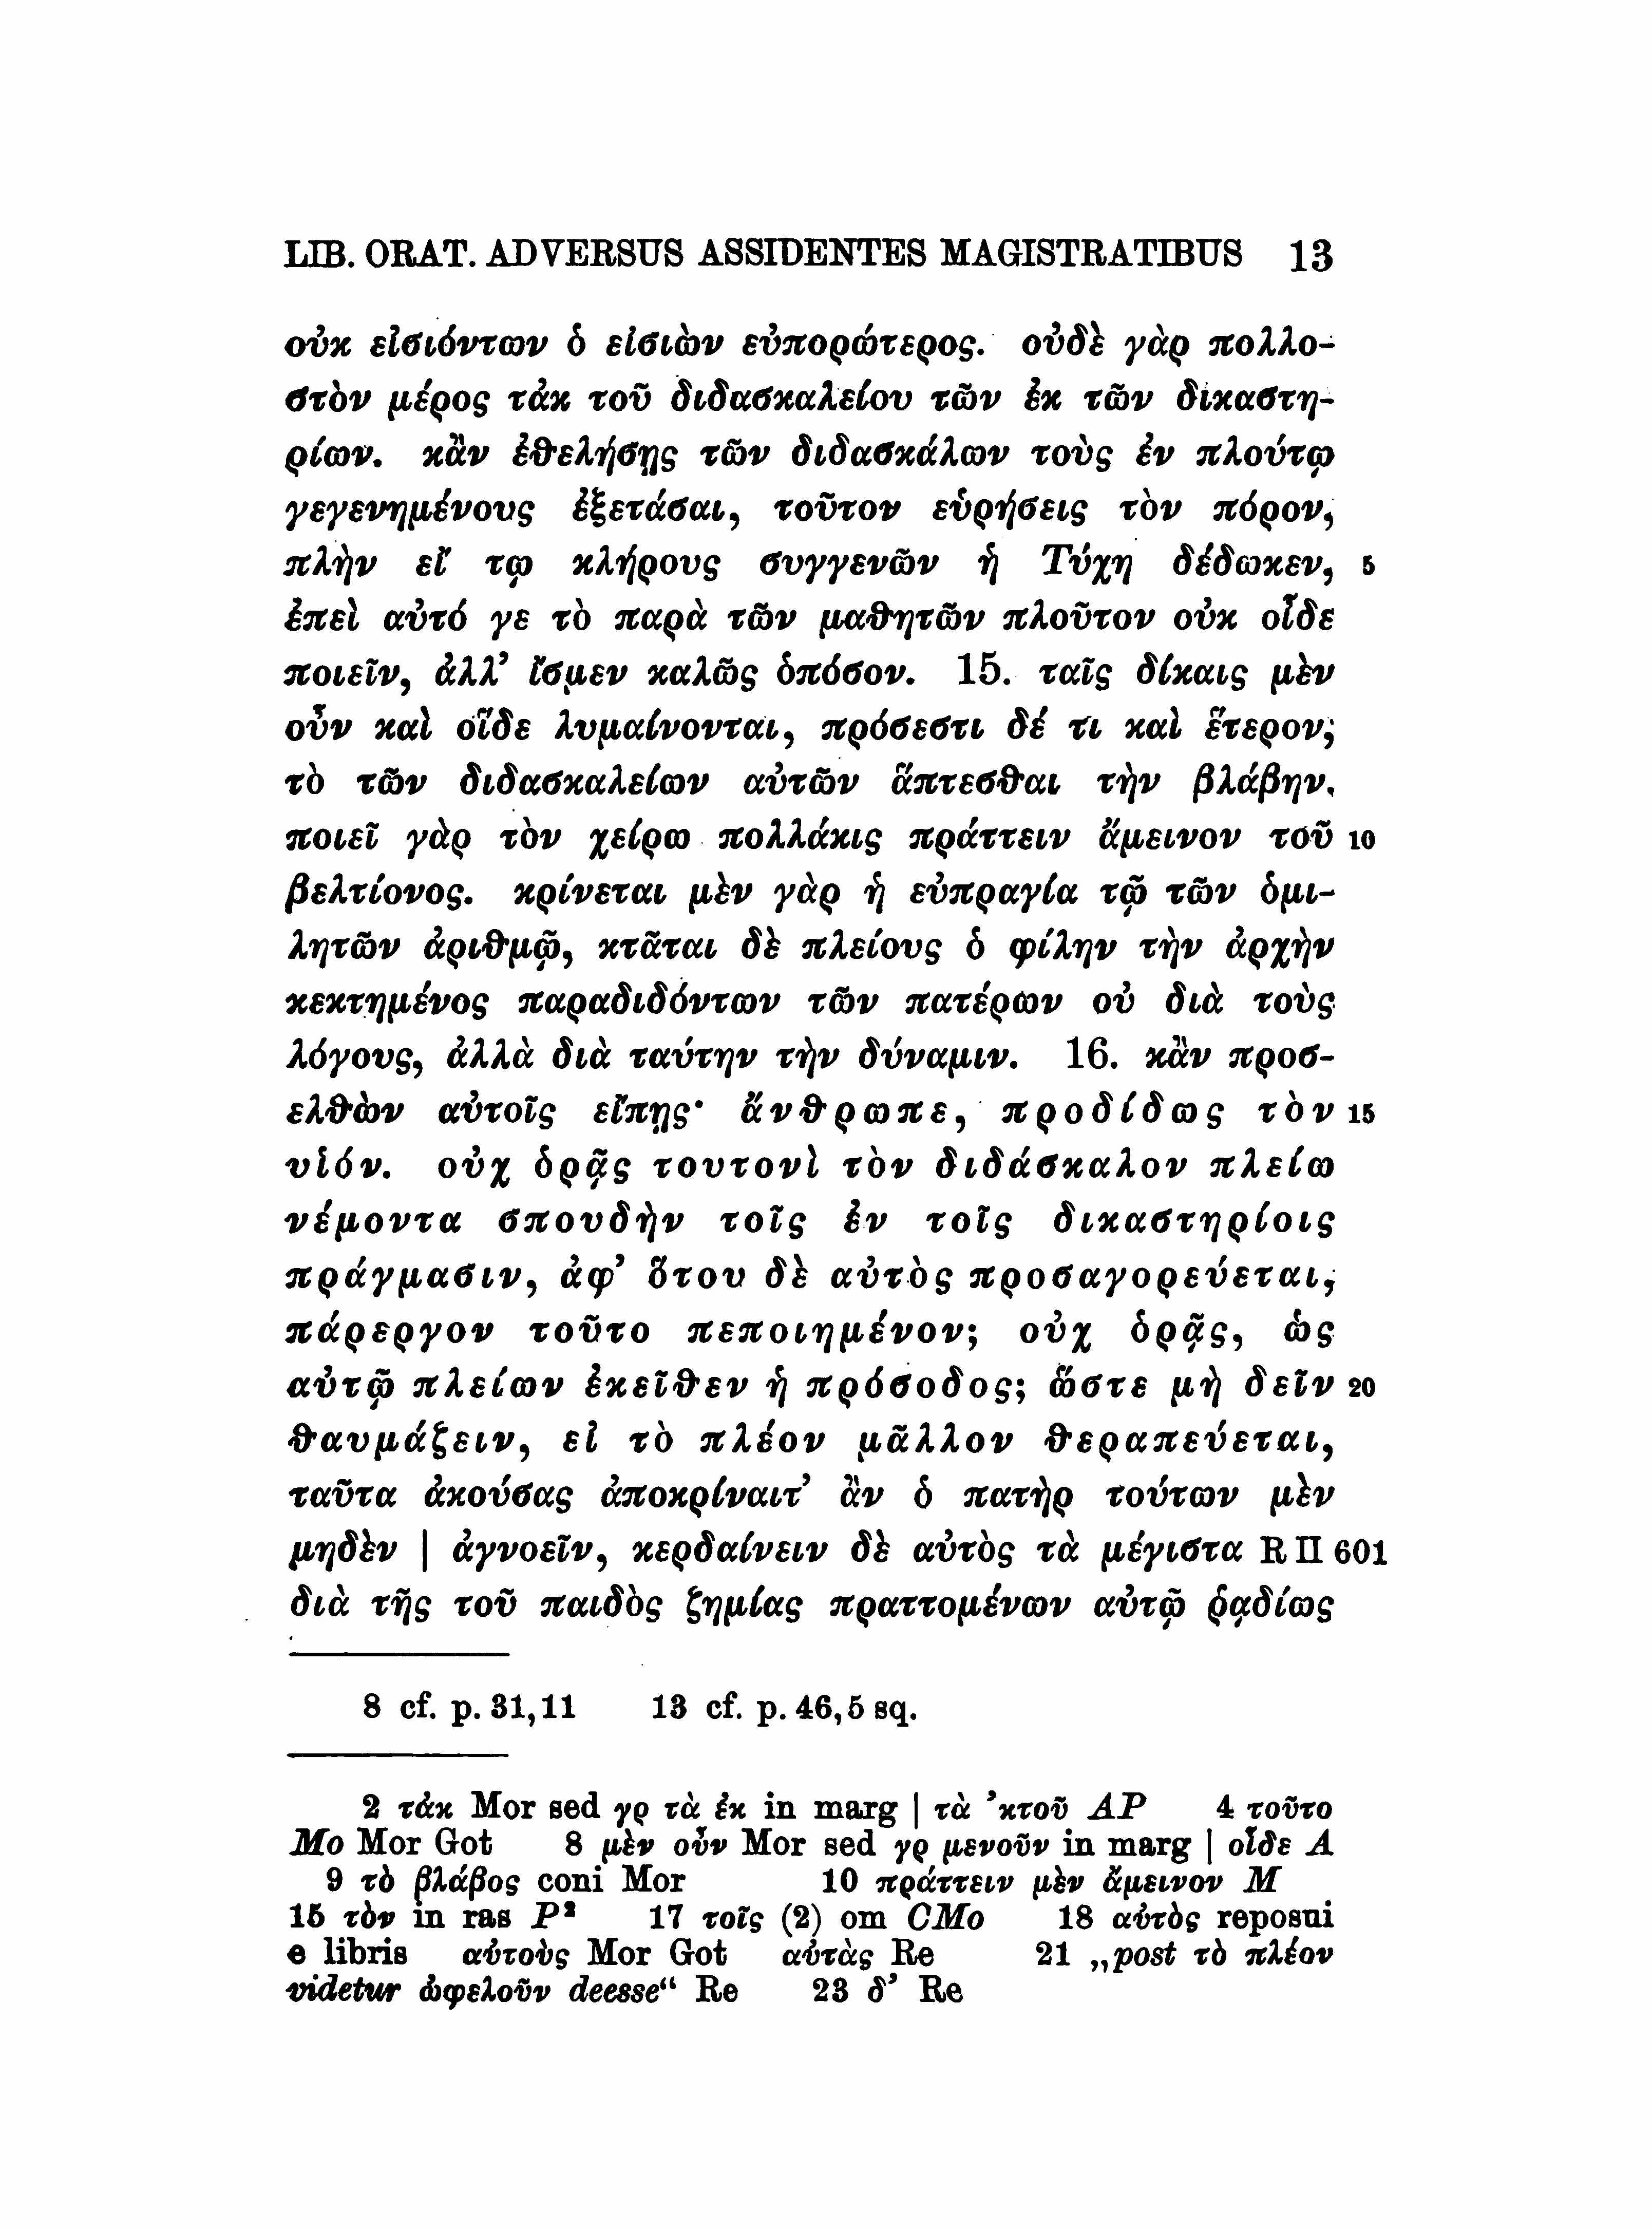 LIB. ORAT. ADVERSUS ASSIDENTES MAGISTRATIBUS 13
οὐκ εἰσιόντων ὁ εἰσιὼν εὐπορώτερος. οὐδὲ γὰρ πολλο-
στὸν μέρος τἀκ τοῦ διδασκαλείου τῶν ἐκ τῶν δικαστη-
ρίων. κἂν ἐθελήσῃς τῶν διδασκάλων τοὺς ἐν πλούτῳ
γεγενημένους ἐξετάσαι, τοῦτον εὑρήσεις τὸν πόρον,
πλὴν εἴ τῳ κλήρους συγγενῶν ἡ Τύχη δέδωκεν, 5
ἐπεὶ αὐτό γε τὸ παρὰ τῶν μαθητῶν πλοῦτον οὐκ οἶδε
ποιεῖν, ἀλλ’ ἴσμεν καλῶς ὁπόσον. 15. ταῖς δίκαις μὲν
οὖν καὶ οἵδε λυμαίνονται, πρόσεστι δέ τι καὶ ἕτερον,
τὸ τῶν διδασκαλείων αὐτῶν ἅπτεσθαι τὴν βλάβην.
ποιεῖ γὰρ τὸν χείρω πολλάκις πράττειν ἄμεινον τοῦ 10
βελτίονος. κρίνεται μὲν γὰρ ἡ εὐπραγία τῷ τῶν ὁμι-
λητῶν ἀριθμῷ, κτᾶται δὲ πλείους ὁ φίλην τὴν ἀρχὴν
κεκτημένος παραδιδόντων τῶν πατέρων οὐ διὰ τοὺς
λόγους, ἀλλὰ διὰ ταύτην τὴν δύναμιν. 16. κἂν προσ-
ελθὼν αὐτοῖς εἴπῃς· ἄνθρωπε, προδίδως τὸν 15
υἱόν. οὐχ ὁρᾷς τουτονὶ τὸν διδάσκαλον πλείω
νέμοντα σπουδὴν τοῖς ἐν τοῖς δικαστηρίοις
πράγμασιν, ἀφ’ ὅτου δὲ αὐτὸς προσαγορεύεται,
πάρεργον τοῦτο πεποιημένον; οὐχ ὁρᾷς, ὡς
αὐτῷ πλείων ἐκεῖθεν ἡ πρόσοδος; ὥστε μὴ δεῖν 20
θαυμάζειν, εἰ τὸ πλέον μᾶλλον θεραπεύεται,
ταῦτα ἀκούσας ἀποκρίναιτ’ ἂν ὁ πατὴρ τούτων μὲν
μηδὲν | ἀγνοεῖν, κερδαίνειν δὲ αὐτὸς τὰ μέγιστα R II 601
διὰ τῆς τοῦ παιδὸς ζημίας πραττομένων αὐτῷ ῥᾳδίως
8 cf. p. 31,11 13 cf. p. 46,5 sq.
2 τἀκ Mor sed γρ τὰ ἐκ in marg | τὰ ’κτοῦ AP 4 τοῦτο
Mo Mor Got 8 μὲν οὖν Mor sed γρ μενοῦν in marg | οἶδε A
9 τὸ βλάβος coni Mor 10 πράττειν μὲν ἄμεινον M
15 τὸν in ras P² 17 τοῖς (2) om CMo 18 αὐτὸς reposui
e libris αὐτοὺς Mor Got αὐτὰς Re 21 „post τὸ πλέον
videtur ὠφελοῦν deesse“ Re 23 δ’ Re